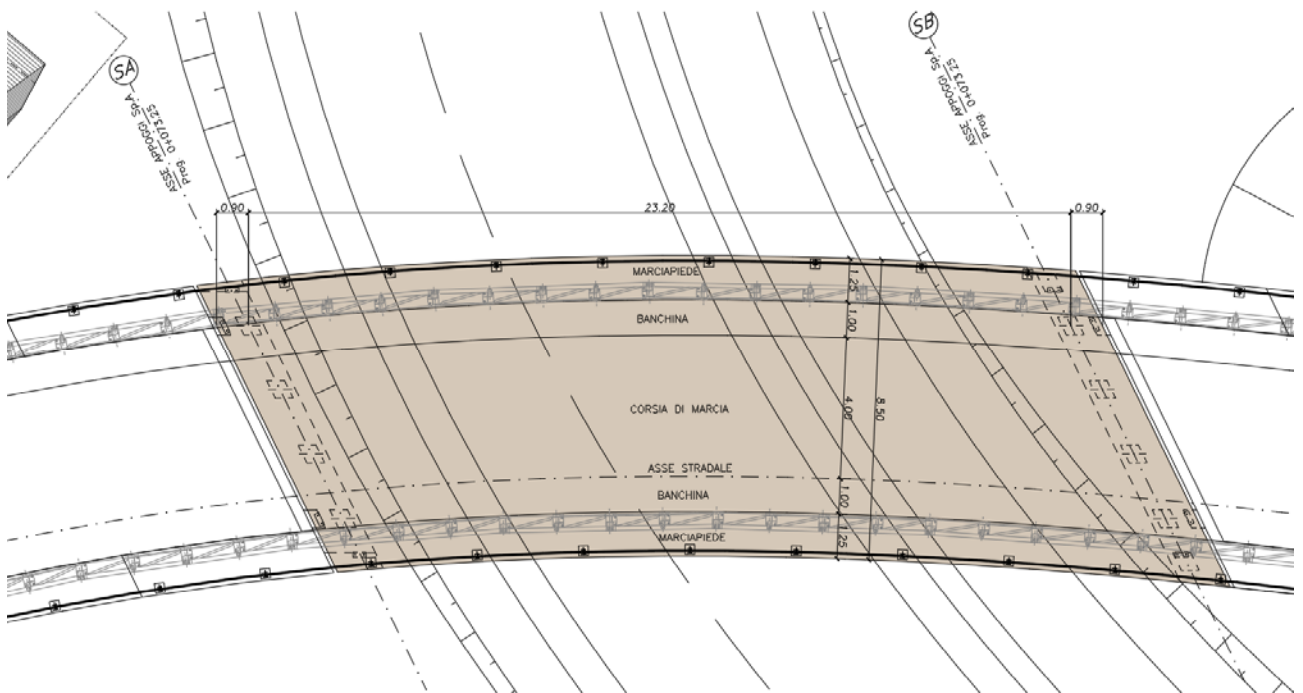 SA
ASSE APPOGGI Sp.A
Prog. 0+073.25
SB
ASSE APPOGGI Sp.A
Prog. 0+073.25
0.90
23.20
0.90
MARCIAPIEDE
1.25
BANCHINA
1.00
CORSIA DI MARCIA
4.00
8.50
ASSE STRADALE
BANCHINA
1.00
MARCIAPIEDE
1.25